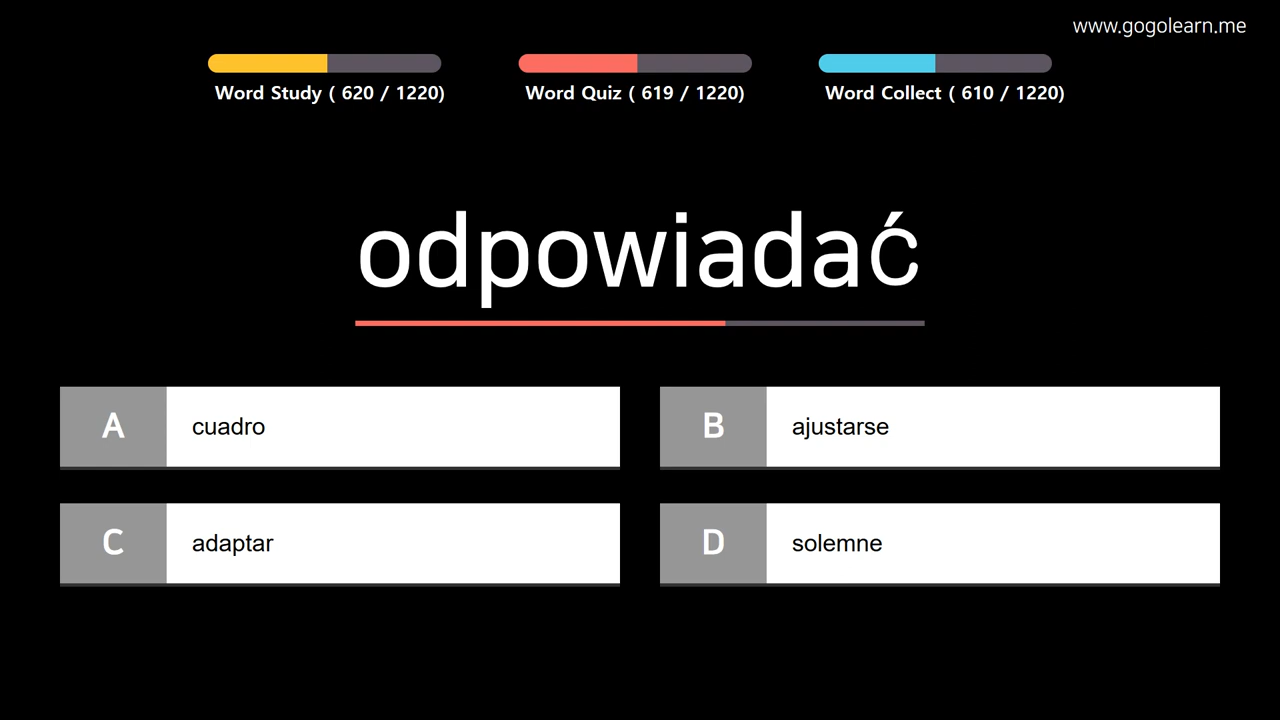 www.gogolearn.me
Word Study ( 620 / 1220)
Word Quiz ( 619 / 1220)
Word Collect ( 610 / 1220)
odpowiadać
A cuadro
B ajustarse
C adaptar
D solemne